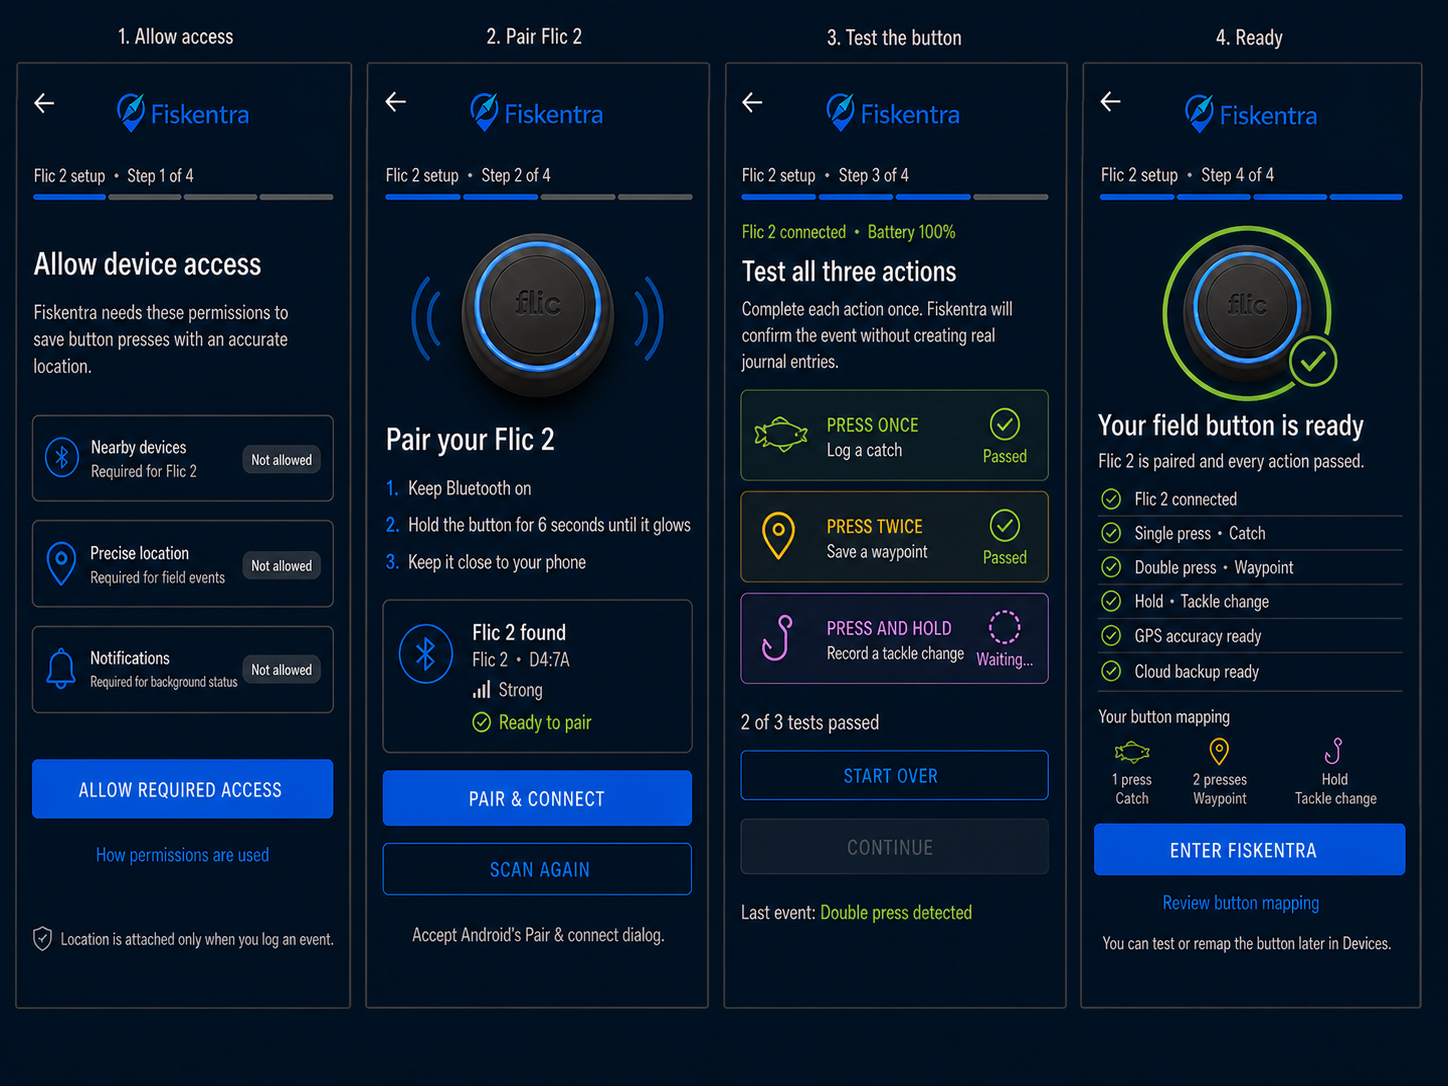 1. Allow access
Fiskentra
Flic 2 setup • Step 1 of 4
Allow device access
Fiskentra needs these permissions to
save button presses with an accurate
location.
Nearby devices
Required for Flic 2
Not allowed
Precise location
Required for field events
Not allowed
Notifications
Required for background status
Not allowed
ALLOW REQUIRED ACCESS
How permissions are used
Location is attached only when you log an event.
2. Pair Flic 2
Fiskentra
Flic 2 setup • Step 2 of 4
flic
Pair your Flic 2
1. Keep Bluetooth on
2. Hold the button for 6 seconds until it glows
3. Keep it close to your phone
Flic 2 found
Flic 2 • D4:7A
Strong
Ready to pair
PAIR & CONNECT
SCAN AGAIN
Accept Android's Pair & connect dialog.
3. Test the button
Fiskentra
Flic 2 setup • Step 3 of 4
Flic 2 connected • Battery 100%
Test all three actions
Complete each action once. Fiskentra will
confirm the event without creating real
journal entries.
PRESS ONCE
Log a catch
Passed
PRESS TWICE
Save a waypoint
Passed
PRESS AND HOLD
Record a tackle change
Waiting...
2 of 3 tests passed
START OVER
CONTINUE
Last event: Double press detected
4. Ready
Fiskentra
Flic 2 setup • Step 4 of 4
flic
Your field button is ready
Flic 2 is paired and every action passed.
Flic 2 connected
Single press • Catch
Double press • Waypoint
Hold • Tackle change
GPS accuracy ready
Cloud backup ready
Your button mapping
1 press
Catch
2 presses
Waypoint
Hold
Tackle change
ENTER FISKENTRA
Review button mapping
You can test or remap the button later in Devices.